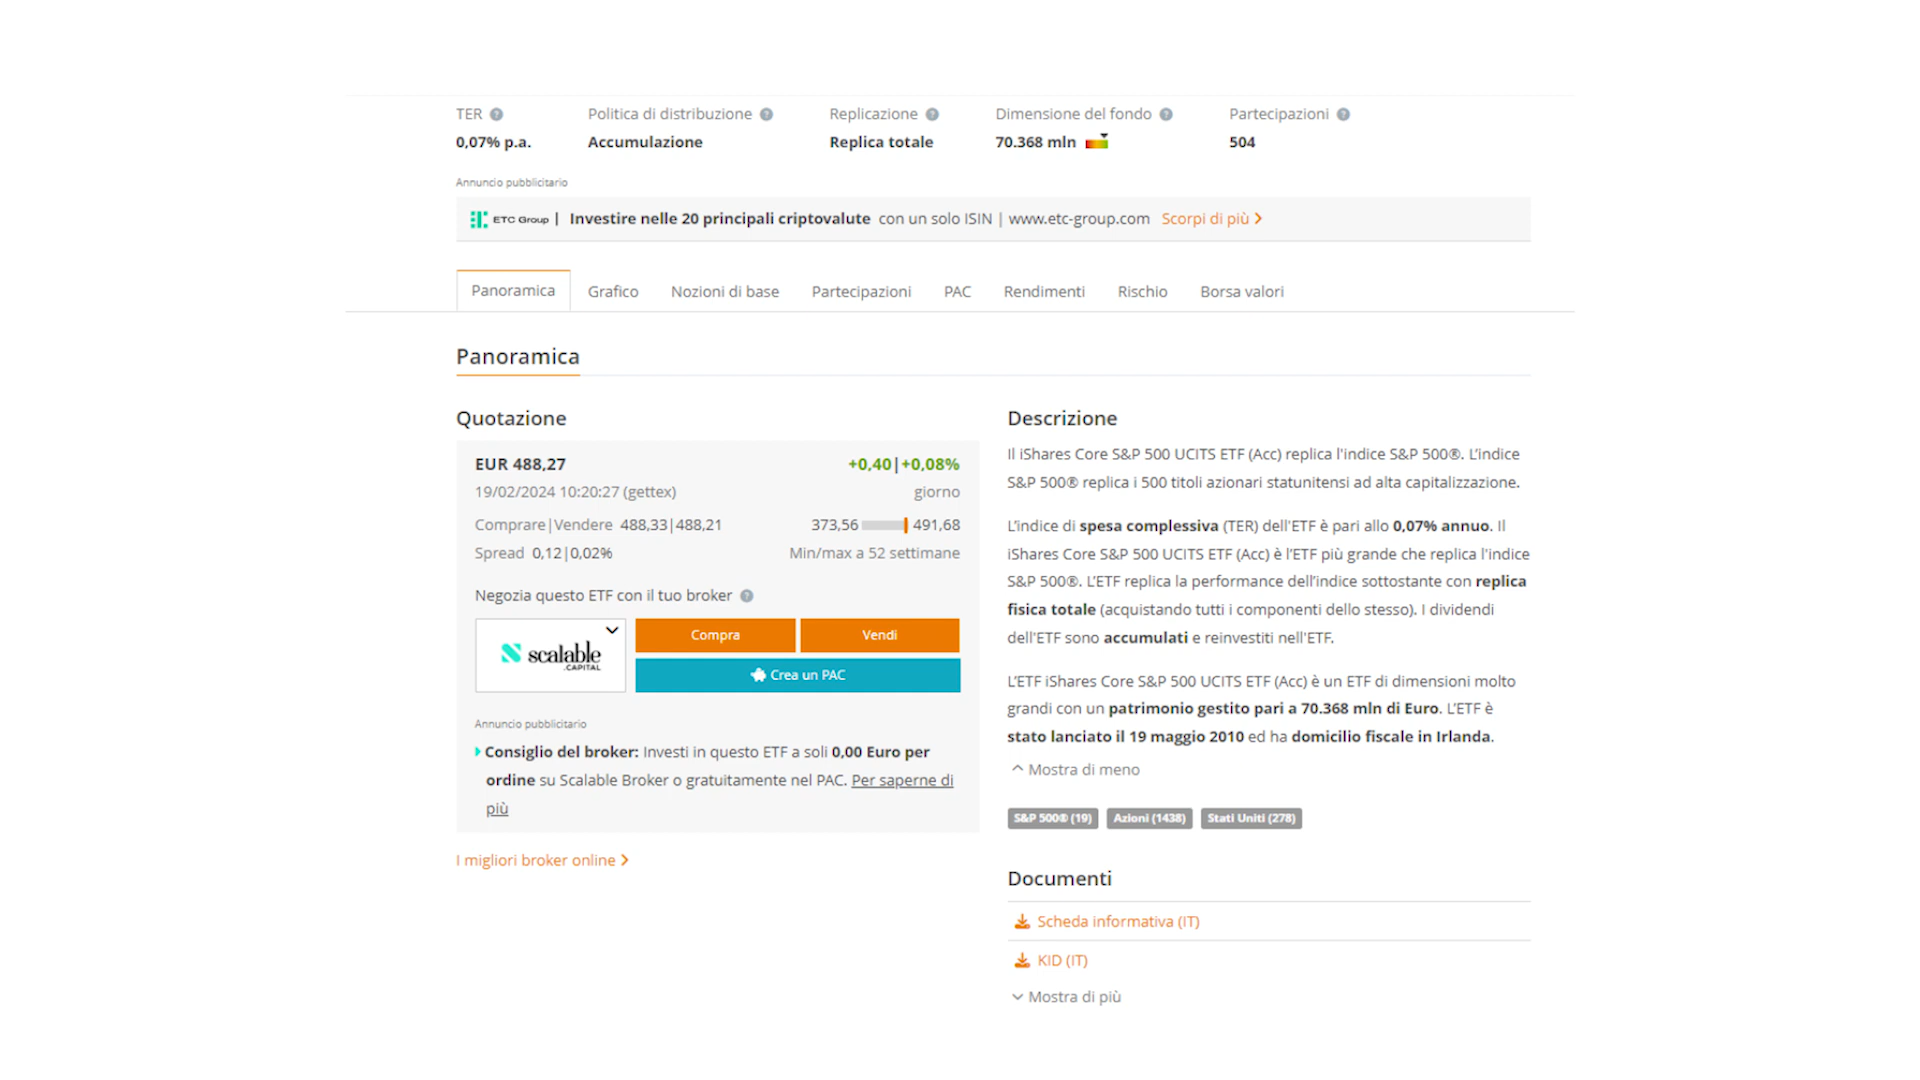 TER Politica di distribuzione Replicazione Dimensione del fondo Partecipazioni
0,07% p.a. Accumulazione Replica totale 70.368 mln 504
Annuncio pubblicitario
ETC Group | Investire nelle 20 principali criptovalute con un solo ISIN | www.etc-group.com Scorpi di più
Panoramica Grafico Nozioni di base Partecipazioni PAC Rendimenti Rischio Borsa valori
Panoramica
Quotazione
EUR 488,27 +0,40|+0,08%
19/02/2024 10:20:27 (gettex) giorno
Comprare|Vendere 488,33|488,21 373,56 491,68
Spread 0,12|0,02% Min/max a 52 settimane
Negozia questo ETF con il tuo broker
scalable
.CAPITAL
Compra Vendi
Crea un PAC
Annuncio pubblicitario
Consiglio del broker: Investi in questo ETF a soli 0,00 Euro per
ordine su Scalable Broker o gratuitamente nel PAC. Per saperne di
più
I migliori broker online
Descrizione
Il iShares Core S&P 500 UCITS ETF (Acc) replica l'indice S&P 500®. L'indice
S&P 500® replica i 500 titoli azionari statunitensi ad alta capitalizzazione.
L'indice di spesa complessiva (TER) dell'ETF è pari allo 0,07% annuo. Il
iShares Core S&P 500 UCITS ETF (Acc) è l'ETF più grande che replica l'indice
S&P 500®. L'ETF replica la performance dell'indice sottostante con replica
fisica totale (acquistando tutti i componenti dello stesso). I dividendi
dell'ETF sono accumulati e reinvestiti nell'ETF.
L'ETF iShares Core S&P 500 UCITS ETF (Acc) è un ETF di dimensioni molto
grandi con un patrimonio gestito pari a 70.368 mln di Euro. L'ETF è
stato lanciato il 19 maggio 2010 ed ha domicilio fiscale in Irlanda.
Mostra di meno
S&P 500® (19) Azioni (1438) Stati Uniti (278)
Documenti
Scheda informativa (IT)
KID (IT)
Mostra di più